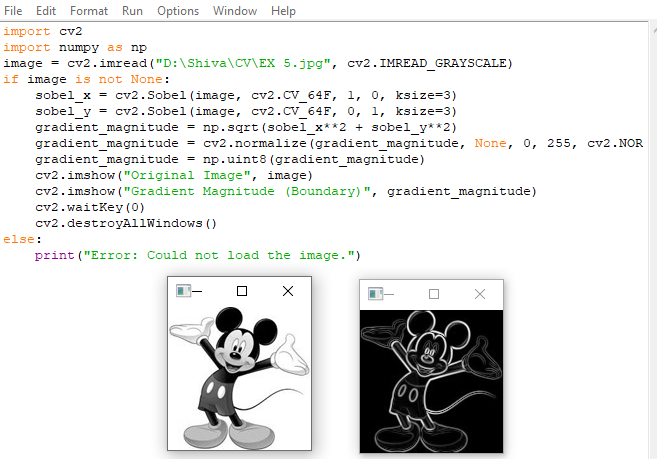 File Edit Format Run Options Window Help
import cv2
import numpy as np
image = cv2.imread("D:\Shiva\CV\EX 5.jpg", cv2.IMREAD_GRAYSCALE)
if image is not None:
    sobel_x = cv2.Sobel(image, cv2.CV_64F, 1, 0, ksize=3)
    sobel_y = cv2.Sobel(image, cv2.CV_64F, 0, 1, ksize=3)
    gradient_magnitude = np.sqrt(sobel_x**2 + sobel_y**2)
    gradient_magnitude = cv2.normalize(gradient_magnitude, None, 0, 255, cv2.NOR
    gradient_magnitude = np.uint8(gradient_magnitude)
    cv2.imshow("Original Image", image)
    cv2.imshow("Gradient Magnitude (Boundary)", gradient_magnitude)
    cv2.waitKey(0)
    cv2.destroyAllWindows()
else:
    print("Error: Could not load the image.")